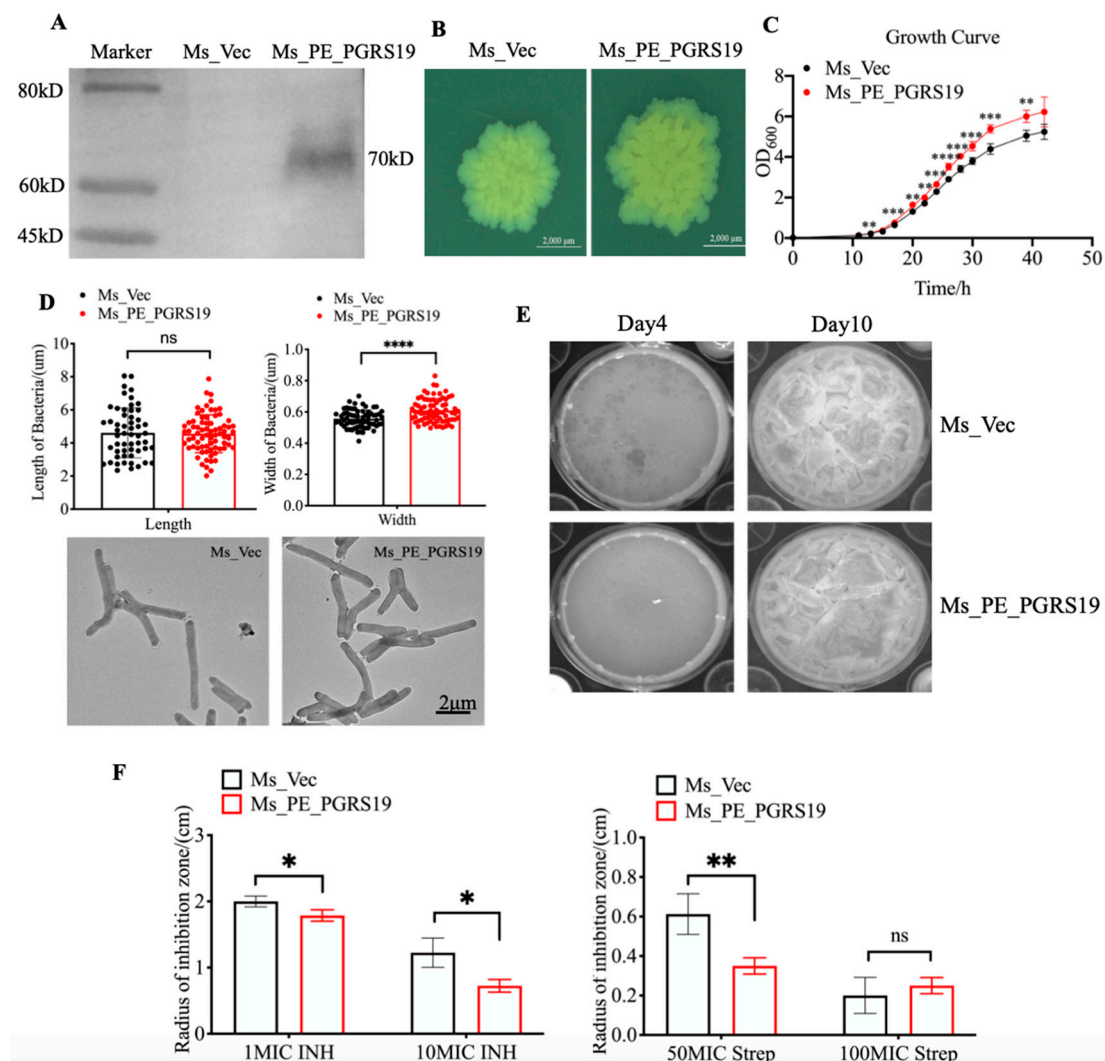 A
Marker Ms_Vec Ms_PE_PGRS19
80kD
60kD
45kD
70kD
B
Ms_Vec Ms_PE_PGRS19
2,000 µm
2,000 µm
C
Growth Curve
Ms_Vec
Ms_PE_PGRS19
OD600
8
6
4
2
0
** *** ** ** *** **** *** *** *** **
0 10 20 30 40 50
Time/h
D
Ms_Vec
Ms_PE_PGRS19
ns
Length of Bacteria/(um)
10
8
6
4
2
0
Length
Ms_Vec
Ms_PE_PGRS19
****
Width of Bacteria/(um)
1.0
0.8
0.6
0.4
0.2
0.0
Width
Ms_Vec
Ms_PE_PGRS19
2µm
E
Day4 Day10
Ms_Vec
Ms_PE_PGRS19
F
Ms_Vec
Ms_PE_PGRS19
Radius of inhibition zone/(cm)
3
2
1
0
* *
1MIC INH 10MIC INH
Ms_Vec
Ms_PE_PGRS19
Radius of inhibition zone/(cm)
1.0
0.8
0.6
0.4
0.2
0.0
** ns
50MIC Strep 100MIC Strep